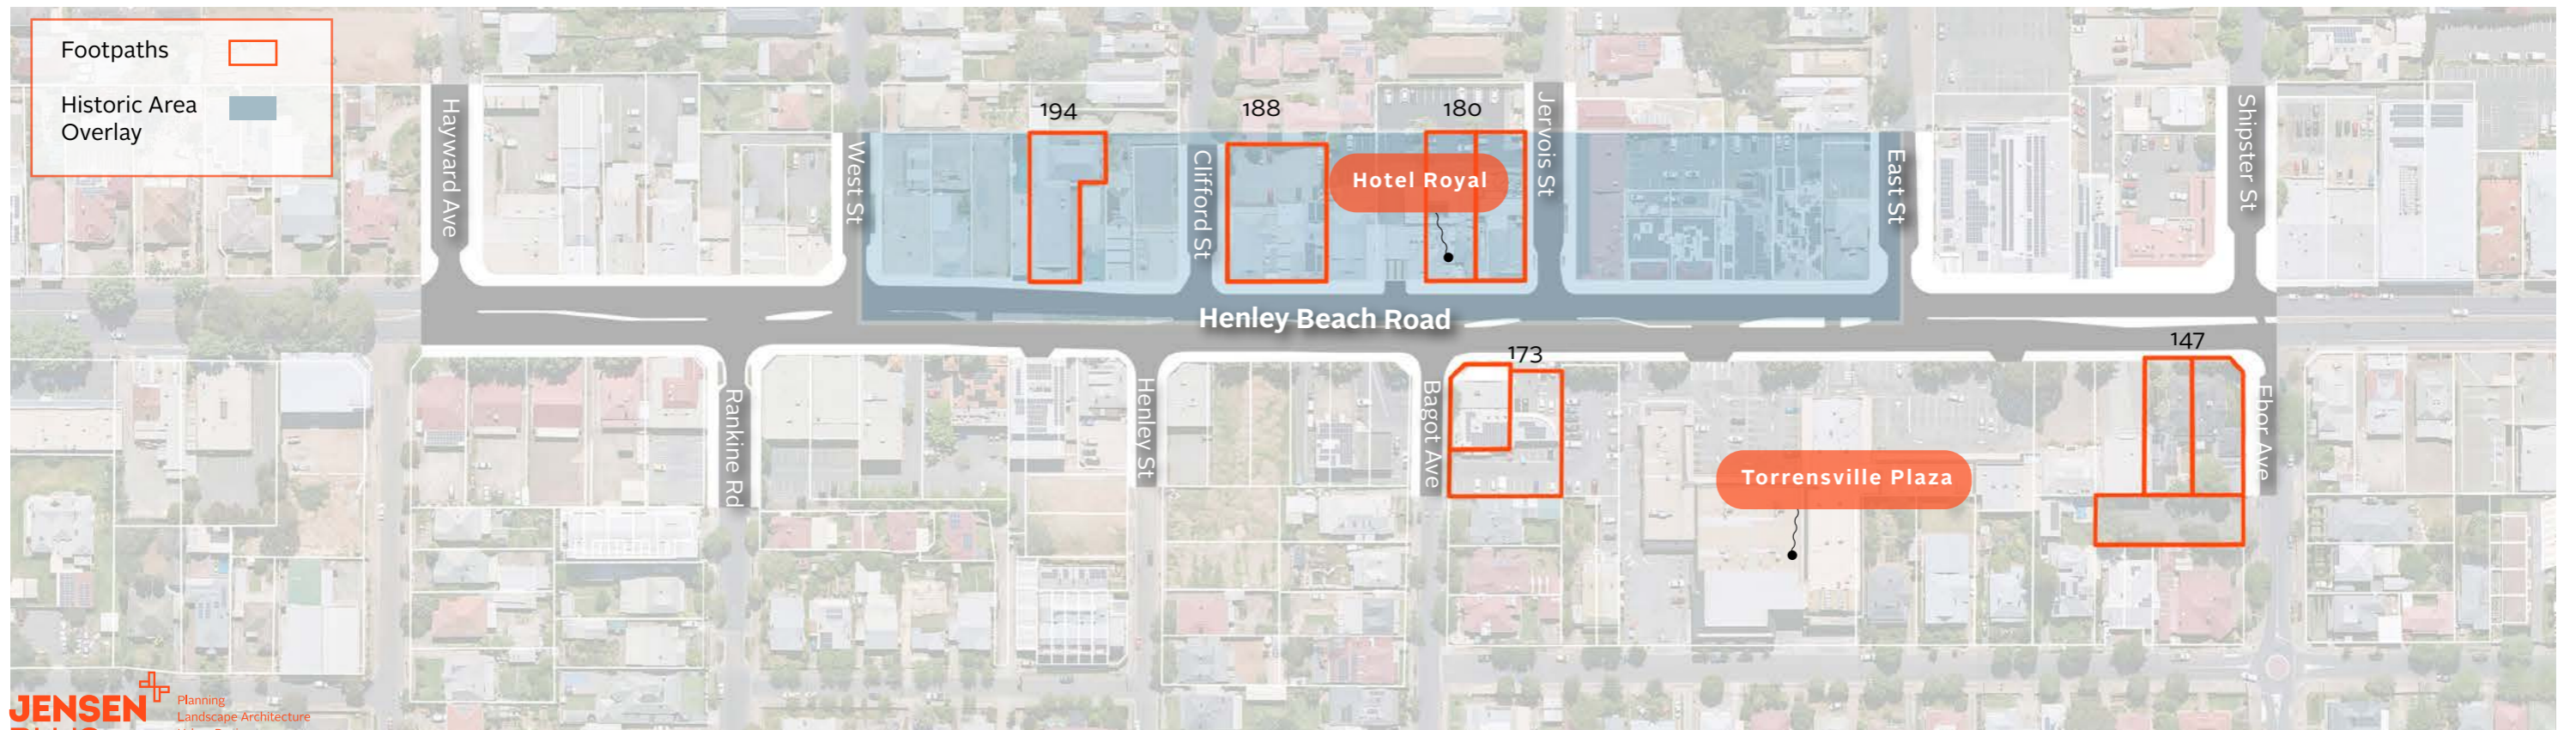 Footpaths
Historic Area
Overlay
194
188
180
Hayward Ave
West St
Clifford St
Jervois St
East St
Shipster St
Hotel Royal
Henley Beach Road
173
147
Rankine Rd
Henley St
Bagot Ave
Ebor Ave
Torrensville Plaza
JENSEN
Planning
Landscape Architecture